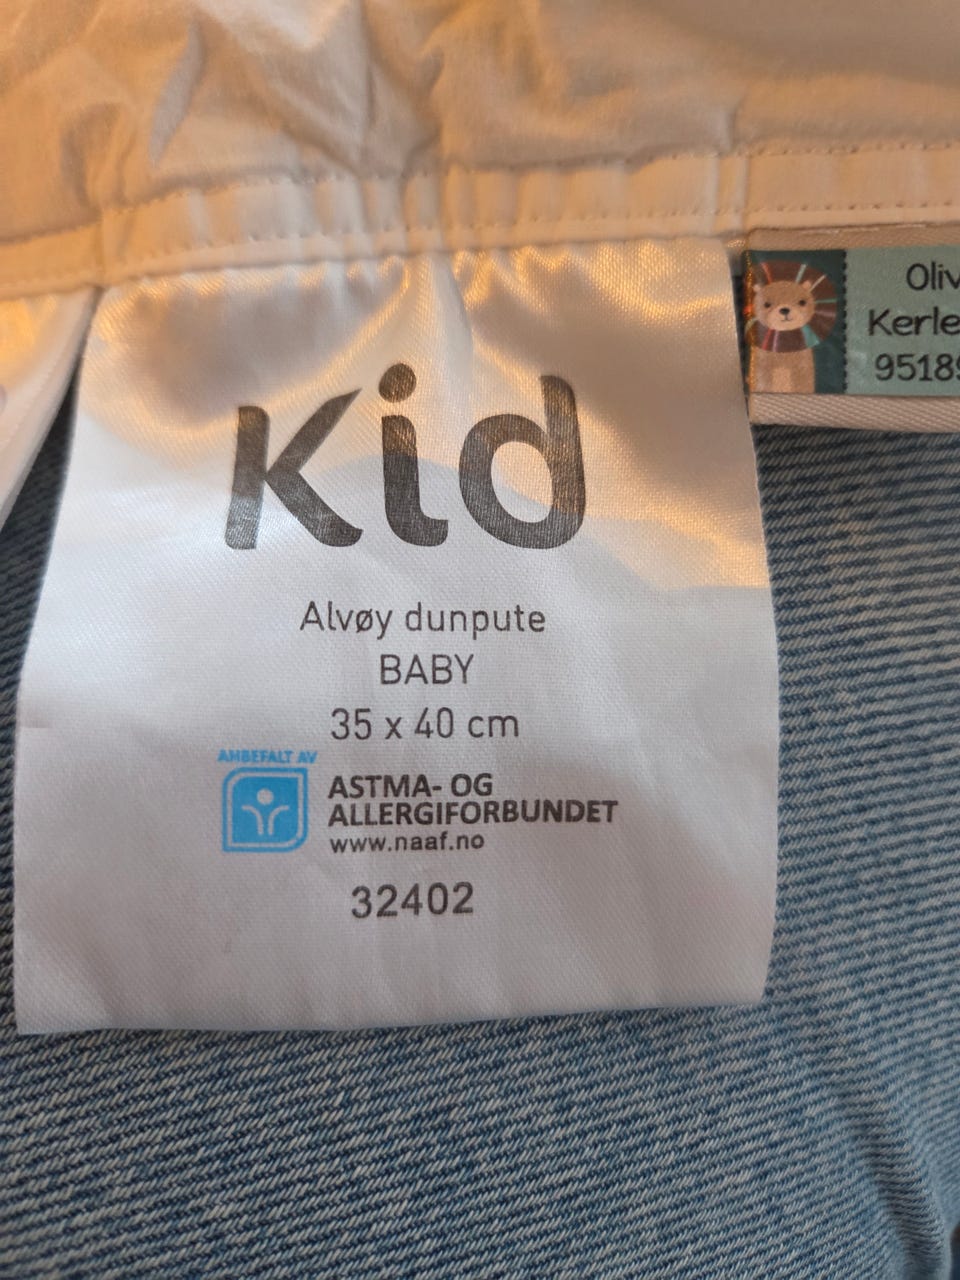 Kid
Alvøy dunpute
BABY
35 x 40 cm
ANBEFALT AV
ASTMA- OG
ALLERGIFORBUNDET
www.naaf.no
32402